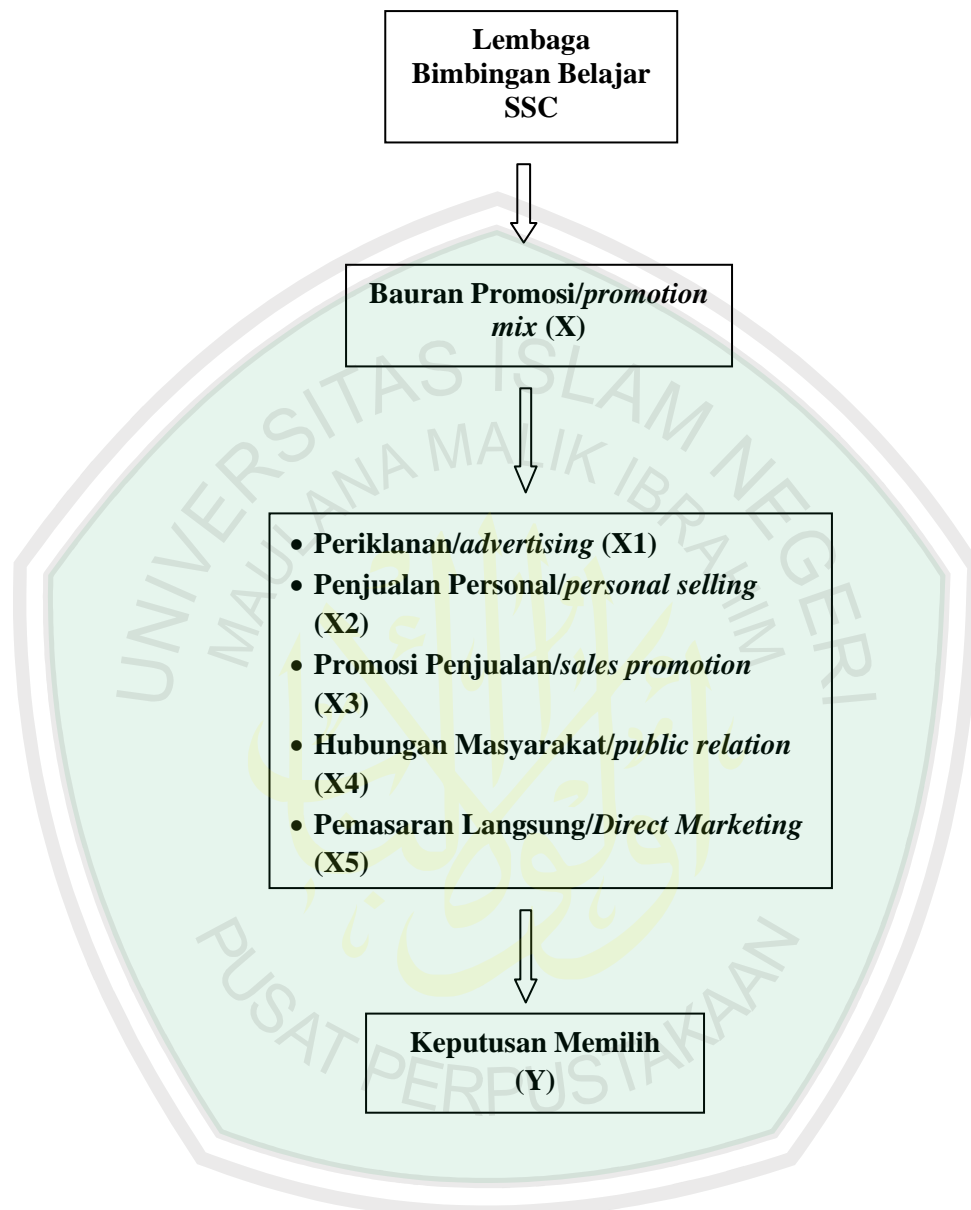 Lembaga
Bimbingan Belajar
SSC
Bauran Promosi/promotion
mix (X)
UNIVERSITAS ISLAM NEGERI
MAULANA MALIK IBRAHIM
• Periklanan/advertising (X1)
• Penjualan Personal/personal selling
(X2)
• Promosi Penjualan/sales promotion
(X3)
• Hubungan Masyarakat/public relation
(X4)
• Pemasaran Langsung/Direct Marketing
(X5)
Keputusan Memilih
(Y)
PUSAT PERPUSTAKAAN